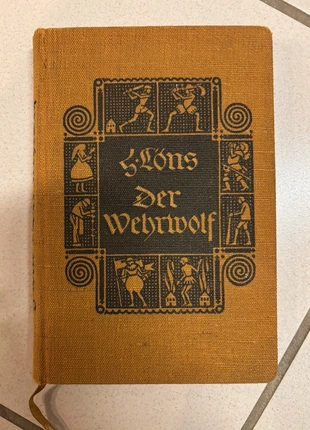 H. Löns
Der
Wehrwolf